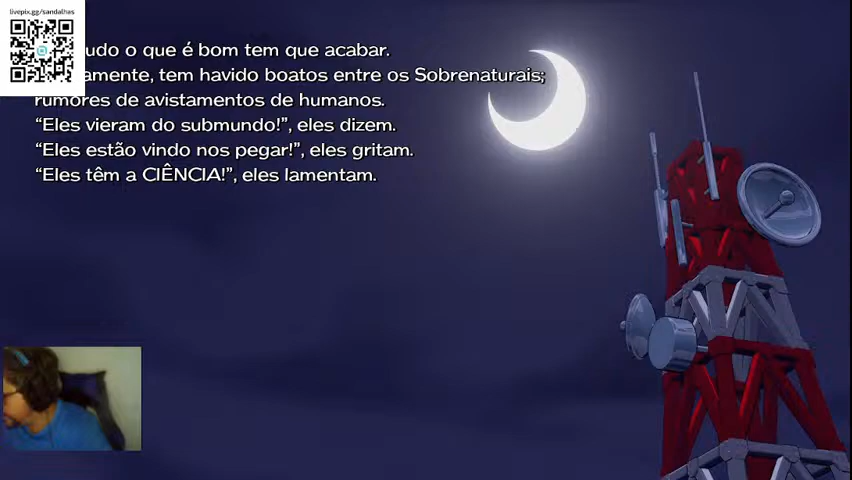 livepix.gg/sandalhas
udo o que é bom tem que acabar.
amente, tem havido boatos entre os Sobrenaturais;
rumores de avistamentos de humanos.
“Eles vieram do submundo!”, eles dizem.
“Eles estão vindo nos pegar!”, eles gritam.
“Eles têm a CIÊNCIA!”, eles lamentam.